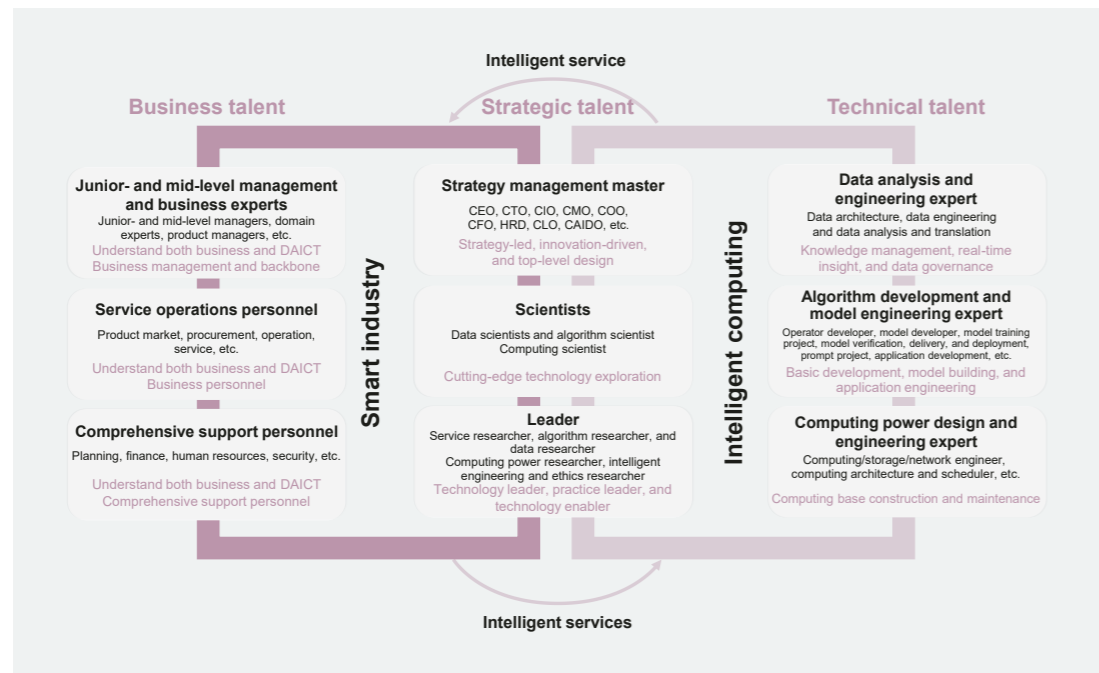 Intelligent service
Business talent
Strategic talent
Technical talent
Junior- and mid-level management
and business experts
Junior- and mid-level managers, domain
experts, product managers, etc.
Understand both business and DAICT
Business management and backbone
Service operations personnel
Product market, procurement, operation,
service, etc.
Understand both business and DAICT
Business personnel
Comprehensive support personnel
Planning, finance, human resources, security, etc.
Understand both business and DAICT
Comprehensive support personnel
Smart industry
Strategy management master
CEO, CTO, CIO, CMO, COO,
CFO, HRD, CLO, CAIDO, etc.
Strategy-led, innovation-driven,
and top-level design
Scientists
Data scientists and algorithm scientist
Computing scientist
Cutting-edge technology exploration
Leader
Service researcher, algorithm researcher, and
data researcher
Computing power researcher, intelligent
engineering and ethics researcher
Technology leader, practice leader, and
technology enabler
Intelligent computing
Data analysis and
engineering expert
Data architecture, data engineering
and data analysis and translation
Knowledge management, real-time
insight, and data governance
Algorithm development and
model engineering expert
Operator developer, model developer, model training
project, model verification, delivery, and deployment,
prompt project, application development, etc.
Basic development, model building, and
application engineering
Computing power design and
engineering expert
Computing/storage/network engineer,
computing architecture and scheduler, etc.
Computing base construction and maintenance
Intelligent services